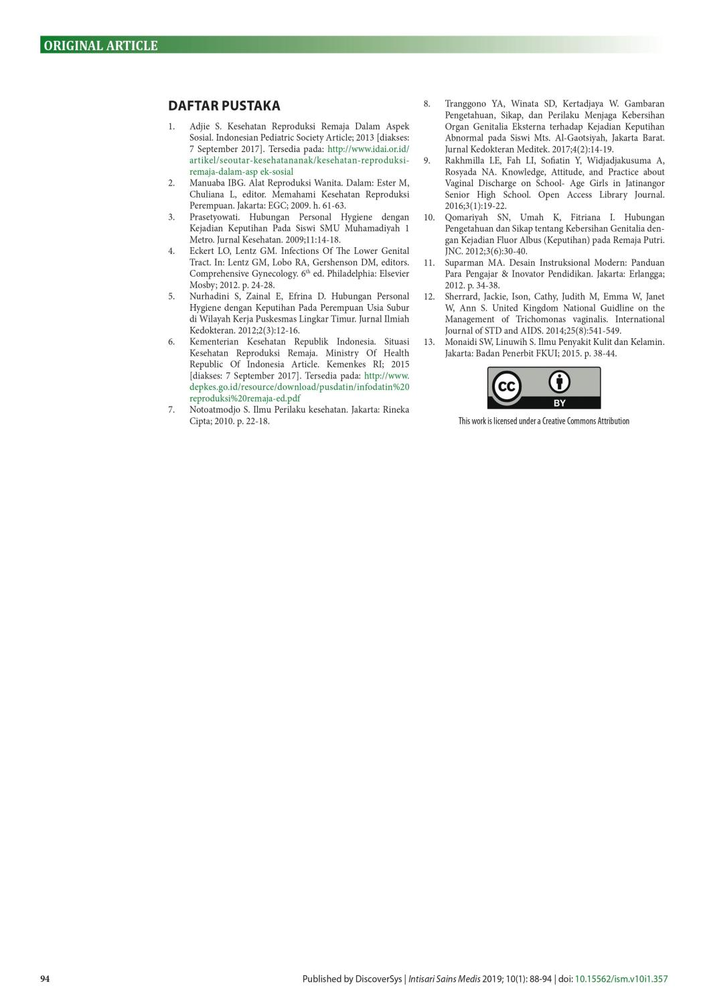 ORIGINAL ARTICLE
DAFTAR PUSTAKA
1. Adjie S. Kesehatan Reproduksi Remaja Dalam Aspek
Sosial. Indonesian Pediatric Society Article; 2013 [diakses:
7 September 2017]. Tersedia pada: http://www.idai.or.id/
artikel/seoutar-kesehatananak/kesehatan-reproduksi-
remaja-dalam-asp ek-sosial
2. Manuaba IBG. Alat Reproduksi Wanita. Dalam: Ester M,
Chuliana L, editor. Memahami Kesehatan Reproduksi
Perempuan. Jakarta: EGC; 2009. h. 61-63.
3. Prasetyowati. Hubungan Personal Hygiene dengan
Kejadian Keputihan Pada Siswi SMU Muhamadiyah 1
Metro. Jurnal Kesehatan. 2009;11:14-18.
4. Eckert LO, Lentz GM. Infections Of The Lower Genital
Tract. In: Lentz GM, Lobo RA, Gershenson DM, editors.
Comprehensive Gynecology. 6th ed. Philadelphia: Elsevier
Mosby; 2012. p. 24-28.
5. Nurhadini S, Zainal E, Efrina D. Hubungan Personal
Hygiene dengan Keputihan Pada Perempuan Usia Subur
di Wilayah Kerja Puskesmas Lingkar Timur. Jurnal Ilmiah
Kedokteran. 2012;2(3):12-16.
6. Kementerian Kesehatan Republik Indonesia. Situasi
Kesehatan Reproduksi Remaja. Ministry Of Health
Republic Of Indonesia Article. Kemenkes RI; 2015
[diakses: 7 September 2017]. Tersedia pada: http://www.
depkes.go.id/resource/download/pusdatin/infodatin%20
reproduksi%20remaja-ed.pdf
7. Notoatmodjo S. Ilmu Perilaku kesehatan. Jakarta: Rineka
Cipta; 2010. p. 22-18.
8. Tranggono YA, Winata SD, Kertadjaya W. Gambaran
Pengetahuan, Sikap, dan Perilaku Menjaga Kebersihan
Organ Genitalia Eksterna terhadap Kejadian Keputihan
Abnormal pada Siswi Mts. Al-Gaotsiyah, Jakarta Barat.
Jurnal Kedokteran Meditek. 2017;4(2):14-19.
9. Rakhmilla LE, Fah LI, Sofiatin Y, Widjadjakusuma A,
Rosyada NA. Knowledge, Attitude, and Practice about
Vaginal Discharge on School- Age Girls in Jatinangor
Senior High School. Open Access Library Journal.
2016;3(1):19-22.
10. Qomariyah SN, Umah K, Fitriana I. Hubungan
Pengetahuan dan Sikap tentang Kebersihan Genitalia den-
gan Kejadian Fluor Albus (Keputihan) pada Remaja Putri.
JNC. 2012;3(6):30-40.
11. Suparman MA. Desain Instruksional Modern: Panduan
Para Pengajar & Inovator Pendidikan. Jakarta: Erlangga;
2012. p. 34-38.
12. Sherrard, Jackie, Ison, Cathy, Judith M, Emma W, Janet
W, Ann S. United Kingdom National Guidline on the
Management of Trichomonas vaginalis. International
Journal of STD and AIDS. 2014;25(8):541-549.
13. Monaidi SW, Linuwih S. Ilmu Penyakit Kulit dan Kelamin.
Jakarta: Badan Penerbit FKUI; 2015. p. 38-44.
cc
BY
This work is licensed under a Creative Commons Attribution
94
Published by DiscoverSys | Intisari Sains Medis 2019; 10(1): 88-94 | doi: 10.15562/ism.v10i1.357